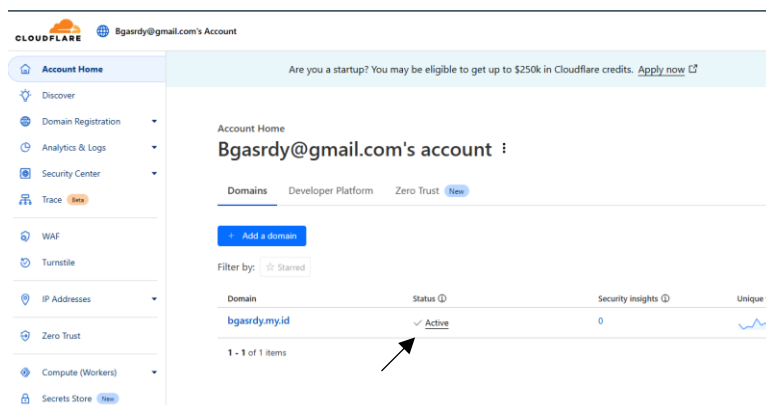 CLOUDFLARE
Bgasrdy@gmail.com's Account
Account Home
Discover
Domain Registration
Analytics & Logs
Security Center
Trace Beta
WAF
Turnstile
IP Addresses
Zero Trust
Compute (Workers)
Secrets Store New
Are you a startup? You may be eligible to get up to $250k in Cloudflare credits. Apply now
Account Home
Bgasrdy@gmail.com's account
Domains Developer Platform Zero Trust New
+ Add a domain
Filter by: Starred
Domain Status Security insights Unique
bgasrdy.my.id Active 0
1 - 1 of 1 items